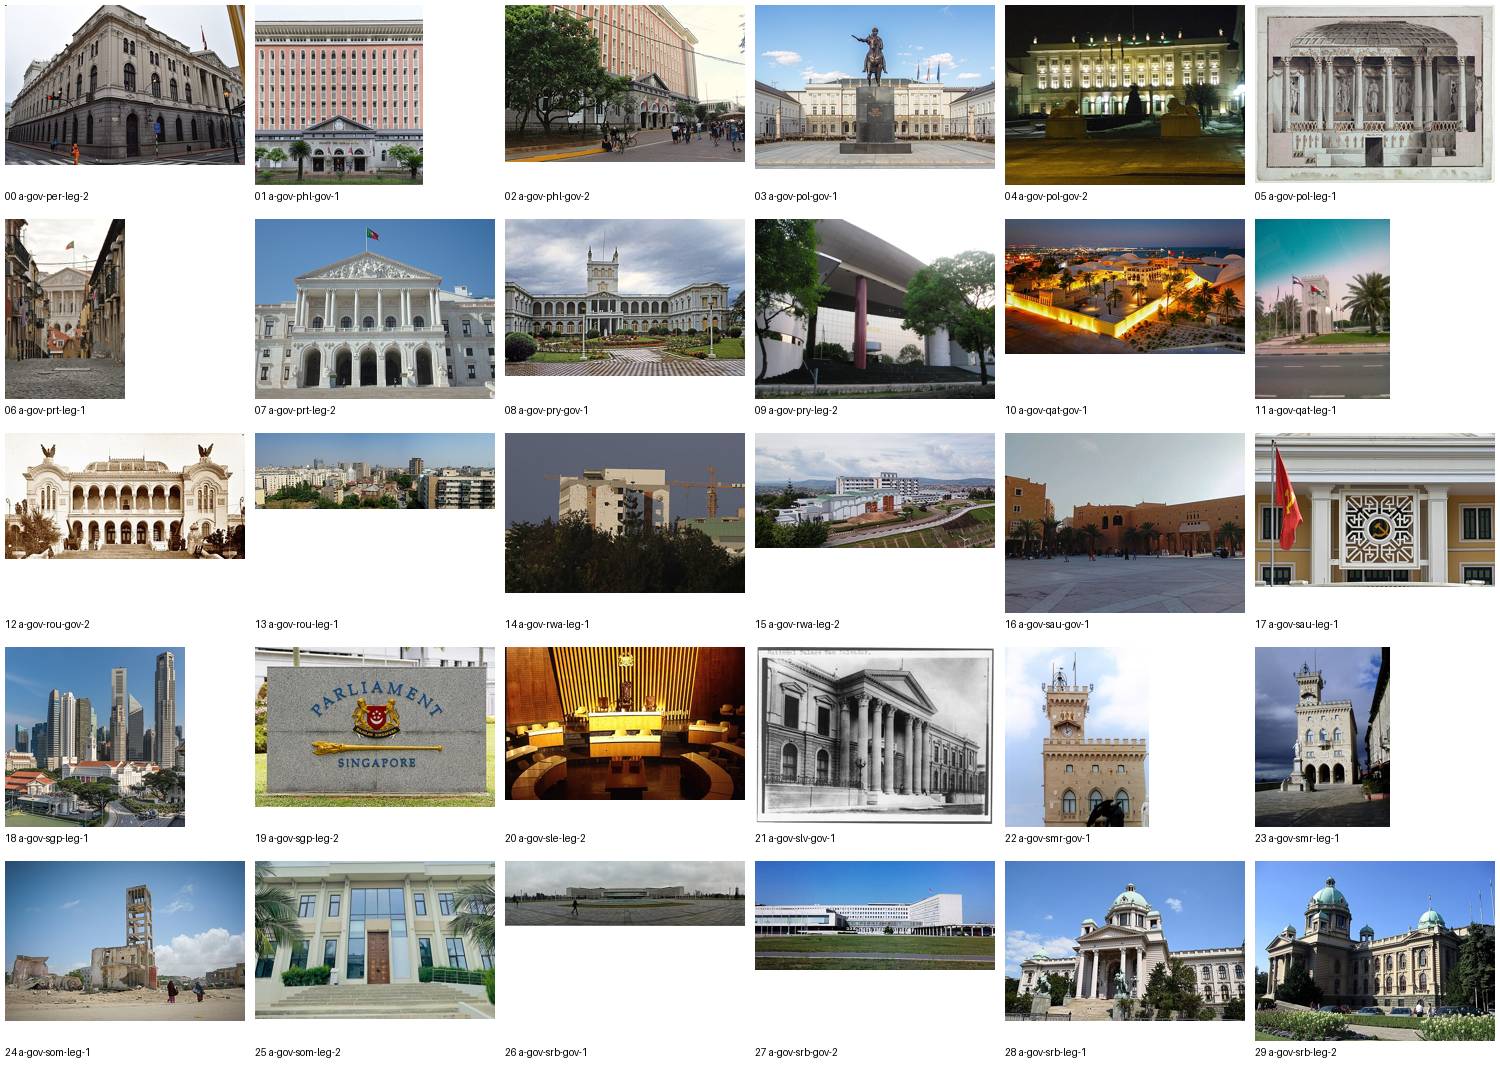 00 a-gov-per-leg-2
01 a-gov-phl-gov-1
02 a-gov-phl-gov-2
03 a-gov-pol-gov-1
04 a-gov-pol-gov-2
05 a-gov-pol-leg-1
06 a-gov-prt-leg-1
07 a-gov-prt-leg-2
08 a-gov-pry-gov-1
09 a-gov-pry-leg-2
10 a-gov-qat-gov-1
11 a-gov-qat-leg-1
12 a-gov-rou-gov-2
13 a-gov-rou-leg-1
14 a-gov-rwa-leg-1
15 a-gov-rwa-leg-2
16 a-gov-sau-gov-1
17 a-gov-sau-leg-1
PARLIAMENT
SINGAPORE
18 a-gov-sgp-leg-1
19 a-gov-sgp-leg-2
20 a-gov-sle-leg-2
21 a-gov-slv-gov-1
22 a-gov-smr-gov-1
23 a-gov-smr-leg-1
24 a-gov-som-leg-1
25 a-gov-som-leg-2
26 a-gov-srb-gov-1
27 a-gov-srb-gov-2
28 a-gov-srb-leg-1
29 a-gov-srb-leg-2